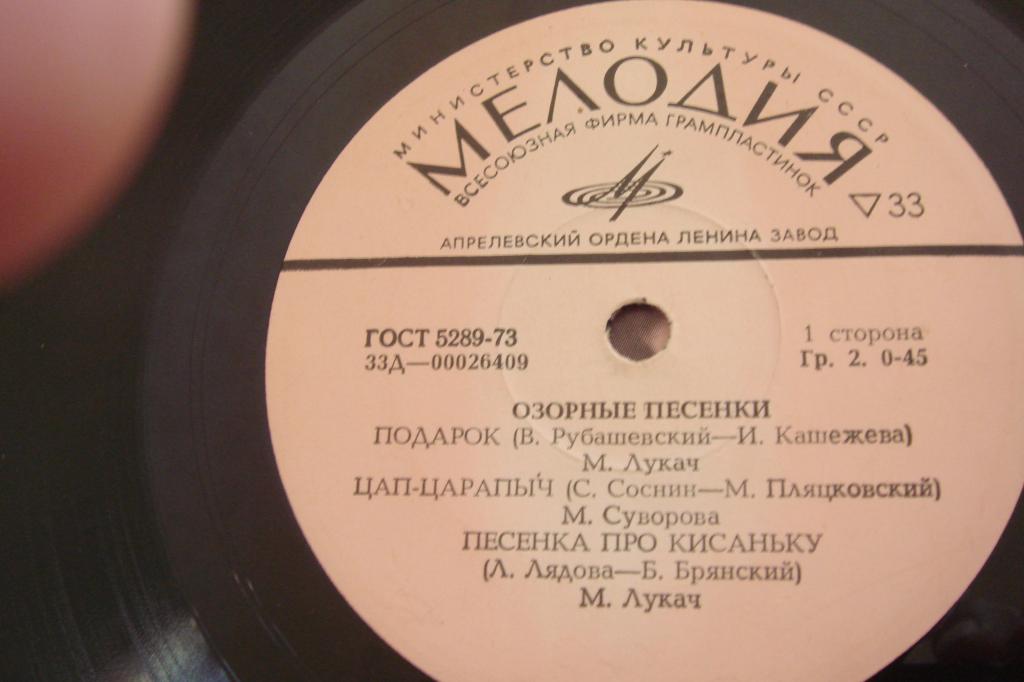 МИНИСТЕРСТВО КУЛЬТУРЫ СССР
МЕЛОДИЯ
ВСЕСОЮЗНАЯ ФИРМА ГРАМПЛАСТИНОК
▽33
АПРЕЛЕВСКИЙ ОРДЕНА ЛЕНИНА ЗАВОД
ГОСТ 5289-73
33Д—00026409
1 сторона
Гр. 2. 0-45
ОЗОРНЫЕ ПЕСЕНКИ
ПОДАРОК (В. Рубашевский—И. Кашежева)
М. Лукач
ЦАП-ЦАРАПЫ́Ч (С. Соснин—М. Пляцковский)
М. Суворова
ПЕСЕНКА ПРО КИСАНЬКУ
(Л. Лядова—Б. Брянский)
М. Лукач